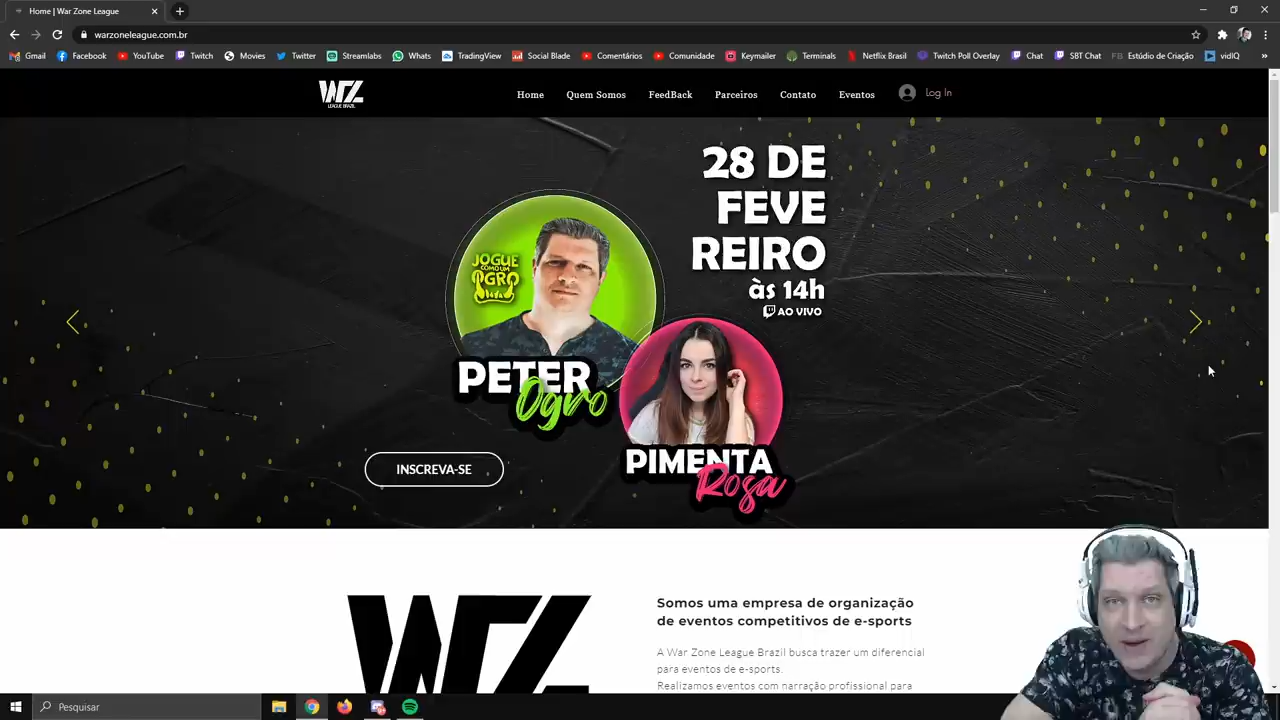 Home | War Zone League
warzoneleague.com.br
Gmail Facebook YouTube Twitch Movies Twitter Streamlabs Whats TradingView Social Blade Comentários Comunidade Keymailer Terminals Netflix Brasil Twitch Poll Overlay Chat SBT Chat Estúdio de Criação vidIQ
WZL
LEAGUE BRAZIL
Home Quem Somos FeedBack Parceiros Contato Eventos Log In
28 DE
FEVE
REIRO
às 14h
AO VIVO
JOGUE
COMO UM
OGRO
PETER
Ogro
PIMENTA
Rosa
INSCREVA-SE
Somos uma empresa de organização
de eventos competitivos de e-sports
A War Zone League Brazil busca trazer um diferencial
para eventos de e-sports.
Realizamos eventos com narração profissional para
Pesquisar